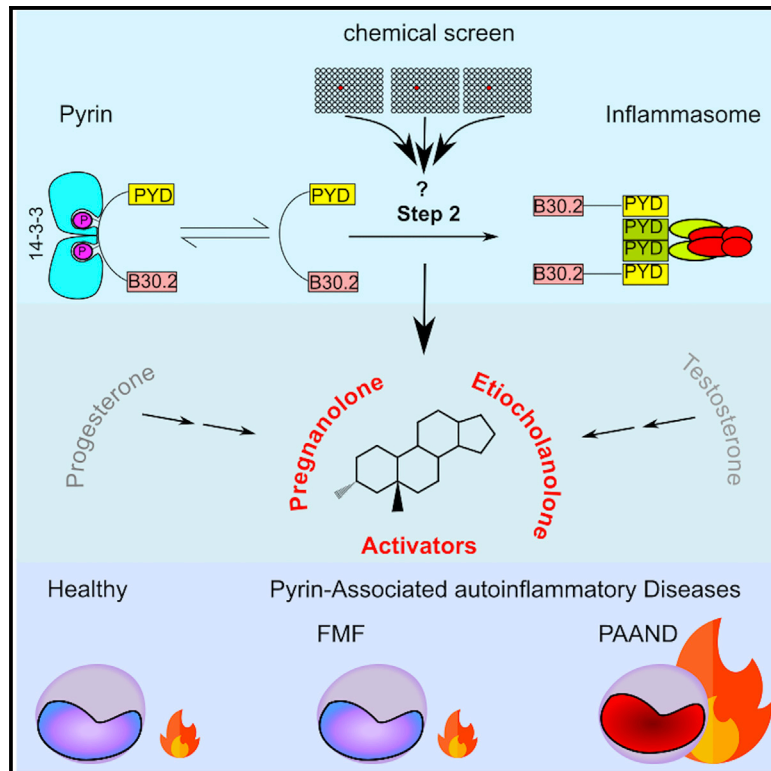 chemical screen
Pyrin
Inflammasome
14-3-3
P
P
PYD
B30.2
PYD
B30.2
?
Step 2
B30.2
PYD
PYD
PYD
B30.2
PYD
Progesterone
Pregnanolone
Etiocholanolone
Testosterone
Activators
Healthy
Pyrin-Associated autoinflammatory Diseases
FMF
PAAND